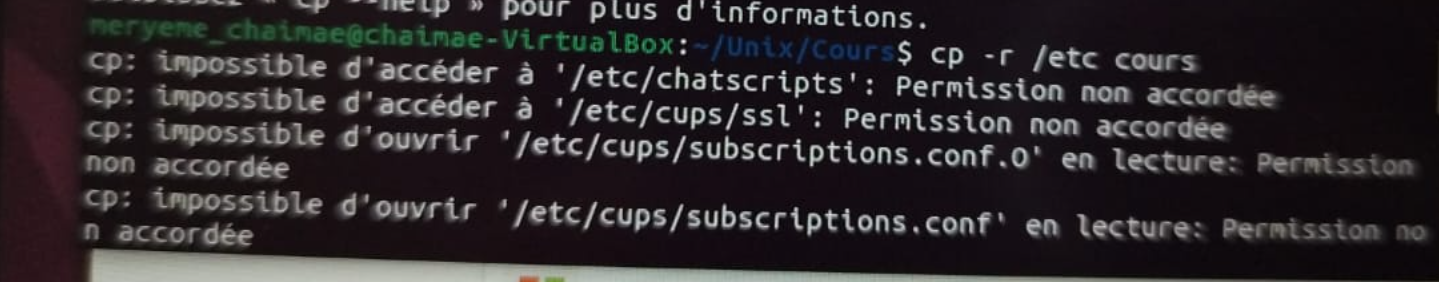 cp --help » pour plus d'informations.
meryeme_chaimae@chaimae-VirtualBox:~/Unix/Cours$ cp -r /etc cours
cp: impossible d'accéder à '/etc/chatscripts': Permission non accordée
cp: impossible d'accéder à '/etc/cups/ssl': Permission non accordée
cp: impossible d'ouvrir '/etc/cups/subscriptions.conf.O' en lecture: Permission
non accordée
cp: impossible d'ouvrir '/etc/cups/subscriptions.conf' en lecture: Permission no
n accordée